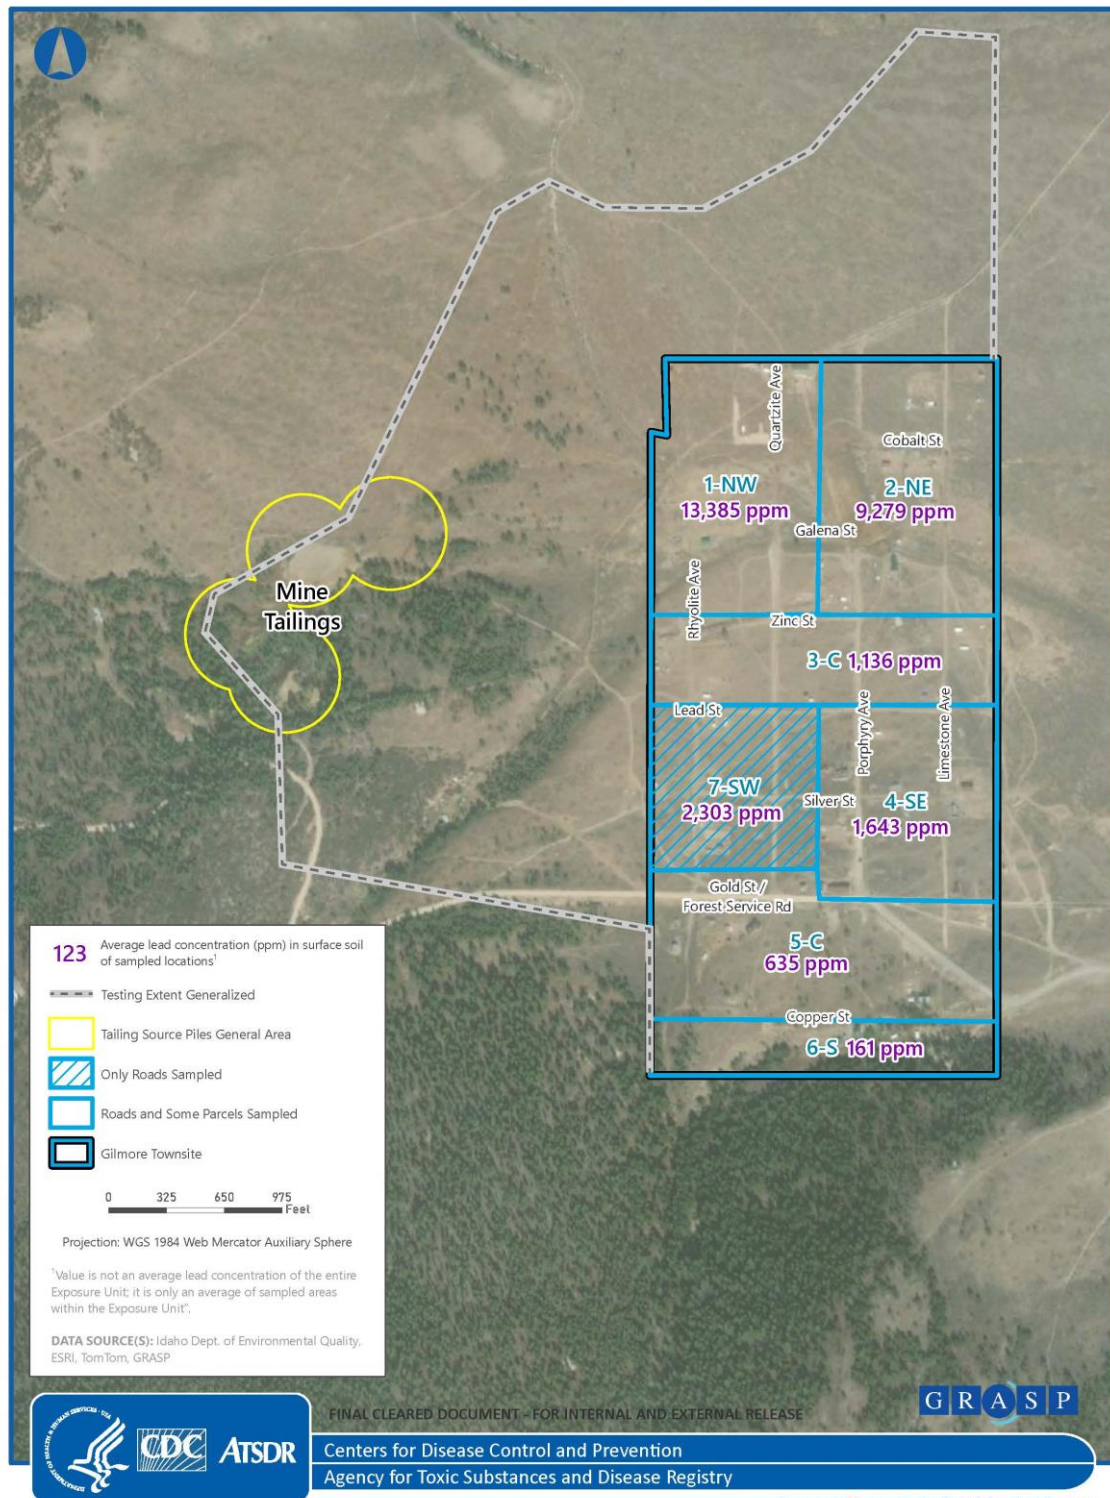 Quartzite Ave
Cobalt St
1-NW
13,385 ppm
2-NE
9,279 ppm
Galena St
Rhyolite Ave
Mine
Tailings
Zinc St
3-C 1,136 ppm
Lead St
Porphyry Ave
Limestone Ave
7-SW
2,303 ppm
Silver St
4-SE
1,643 ppm
Gold St /
Forest Service Rd
5-C
635 ppm
Copper St
6-S 161 ppm
123 Average lead concentration (ppm) in surface soil
of sampled locations¹
Testing Extent Generalized
Tailing Source Piles General Area
Only Roads Sampled
Roads and Some Parcels Sampled
Gilmore Townsite
0 325 650 975
Feet
Projection: WGS 1984 Web Mercator Auxiliary Sphere
¹Value is not an average lead concentration of the entire
Exposure Unit; it is only an average of sampled areas
within the Exposure Unit".
DATA SOURCE(S): Idaho Dept. of Environmental Quality,
ESRI, TomTom, GRASP
GRASP
FINAL CLEARED DOCUMENT - FOR INTERNAL AND EXTERNAL RELEASE
DEPARTMENT OF HEALTH & HUMAN SERVICES · USA
CDC ATSDR
Centers for Disease Control and Prevention
Agency for Toxic Substances and Disease Registry